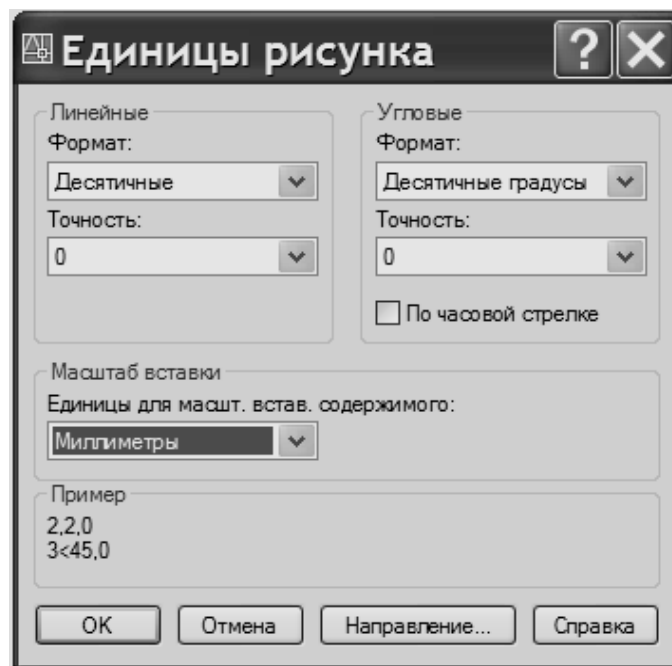 Единицы рисунка
Линейные
Формат:
Десятичные
Точность:
0
Угловые
Формат:
Десятичные градусы
Точность:
0
По часовой стрелке
Масштаб вставки
Единицы для масшт. встав. содержимого:
Миллиметры
Пример
2,2,0
3<45,0
OK Отмена Направление... Справка